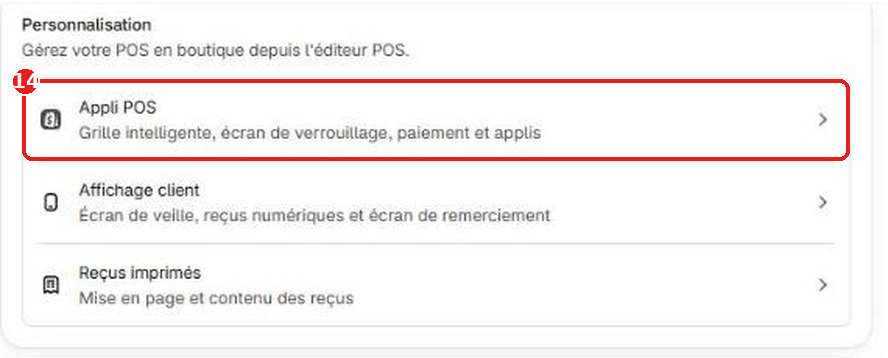 Personnalisation
Gérez votre POS en boutique depuis l'éditeur POS.
14
Appli POS
Grille intelligente, écran de verrouillage, paiement et applis
Affichage client
Écran de veille, reçus numériques et écran de remerciement
Reçus imprimés
Mise en page et contenu des reçus